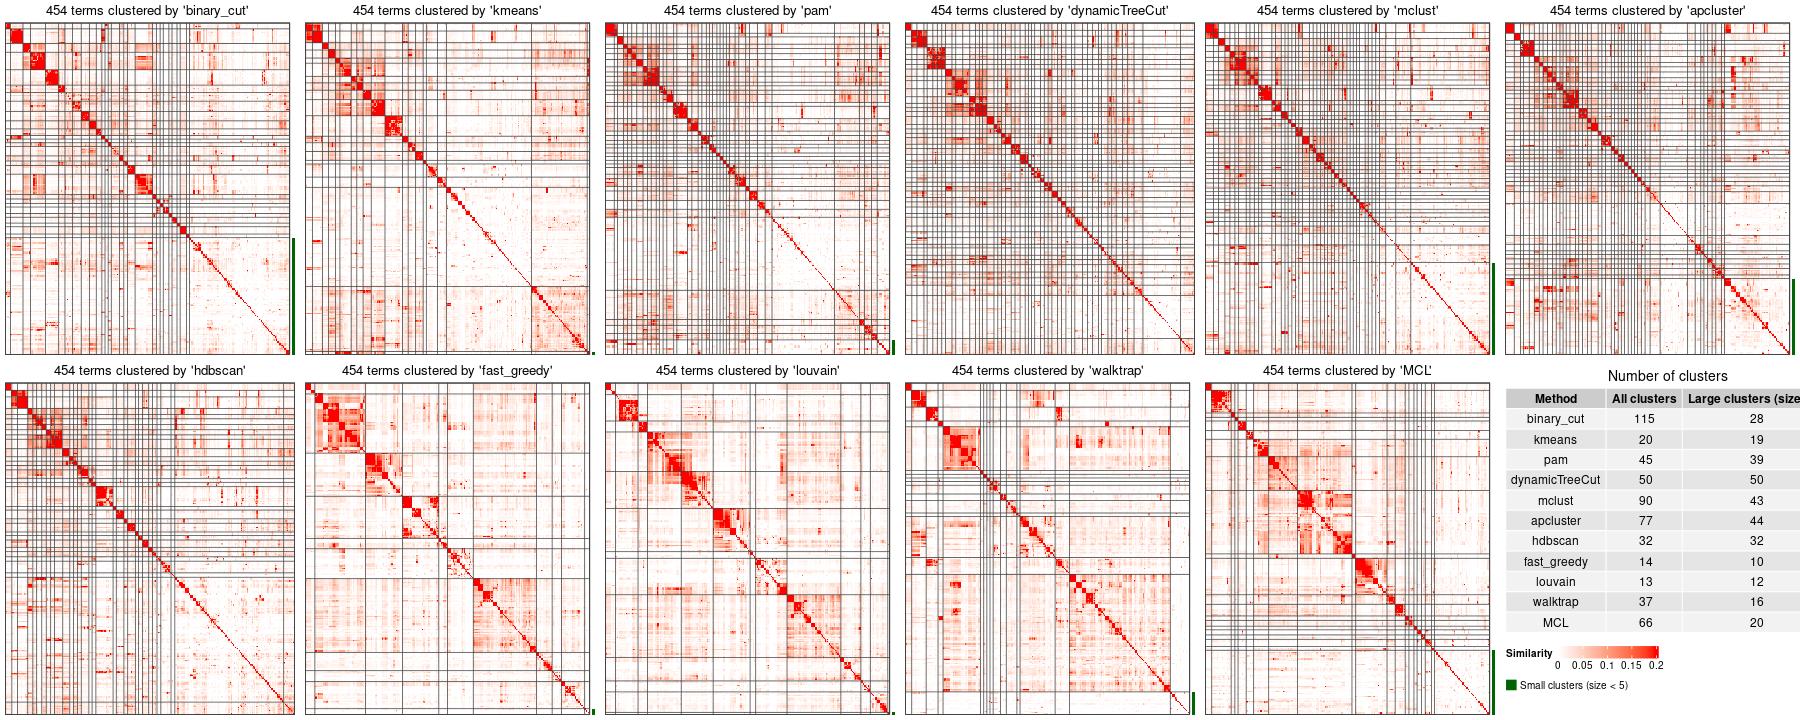 454 terms clustered by 'binary_cut'
454 terms clustered by 'kmeans'
454 terms clustered by 'pam'
454 terms clustered by 'dynamicTreeCut'
454 terms clustered by 'mclust'
454 terms clustered by 'apcluster'
454 terms clustered by 'hdbscan'
454 terms clustered by 'fast_greedy'
454 terms clustered by 'louvain'
454 terms clustered by 'walktrap'
454 terms clustered by 'MCL'
Number of clusters
Method All clusters Large clusters (size
binary_cut 115 28
kmeans 20 19
pam 45 39
dynamicTreeCut 50 50
mclust 90 43
apcluster 77 44
hdbscan 32 32
fast_greedy 14 10
louvain 13 12
walktrap 37 16
MCL 66 20
Similarity
0 0.05 0.1 0.15 0.2
Small clusters (size < 5)